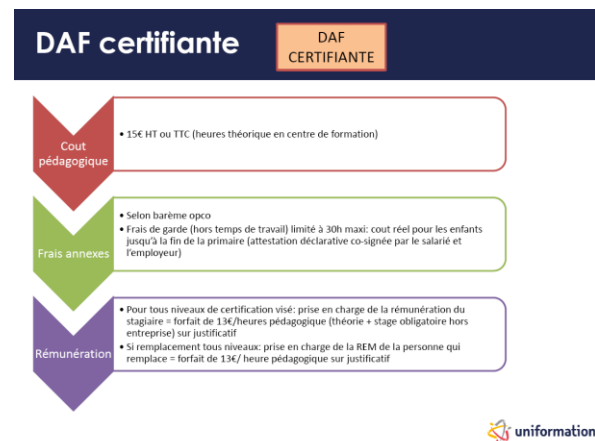 DAF certifiante
DAF
CERTIFIANTE
Cout
pédagogique
• 15€ HT ou TTC (heures théorique en centre de formation)
Frais annexes
• Selon barème opco
• Frais de garde (hors temps de travail) limité à 30h maxi: cout réel pour les enfants
jusqu'à la fin de la primaire (attestation déclarative co-signée par le salarié et
l'employeur)
Rémunération
• Pour tous niveaux de certification visé: prise en charge de la rémunération du
stagiaire = forfait de 13€/heures pédagogique (théorie + stage obligatoire hors
entreprise) sur justificatif
• Si remplacement tous niveaux: prise en charge de la REM de la personne qui
remplace = forfait de 13€/ heure pédagogique sur justificatif
uniformation